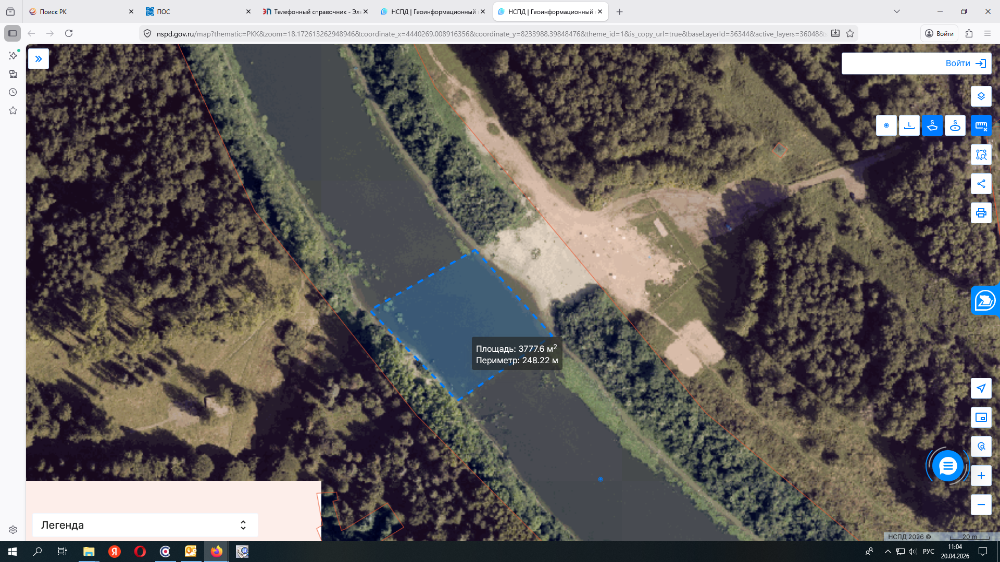 Поиск РК
ПОС
Телефонный справочник - Эле
НСПД | Геоинформационный
НСПД | Геоинформационный
nspd.gov.ru/map?thematic=PKK&zoom=18.172613262948946&coordinate_x=4440269.008916356&coordinate_y=8233988.39848476&theme_id=1&is_copy_url=true&baseLayerId=36344&active_layers=36048&
Войти
Войти
L
S
S
Площадь: 3777.6 м²
Периметр: 248.22 м
Легенда
НСПД 2026 ©
20 m
РУС
11:04
20.04.2026